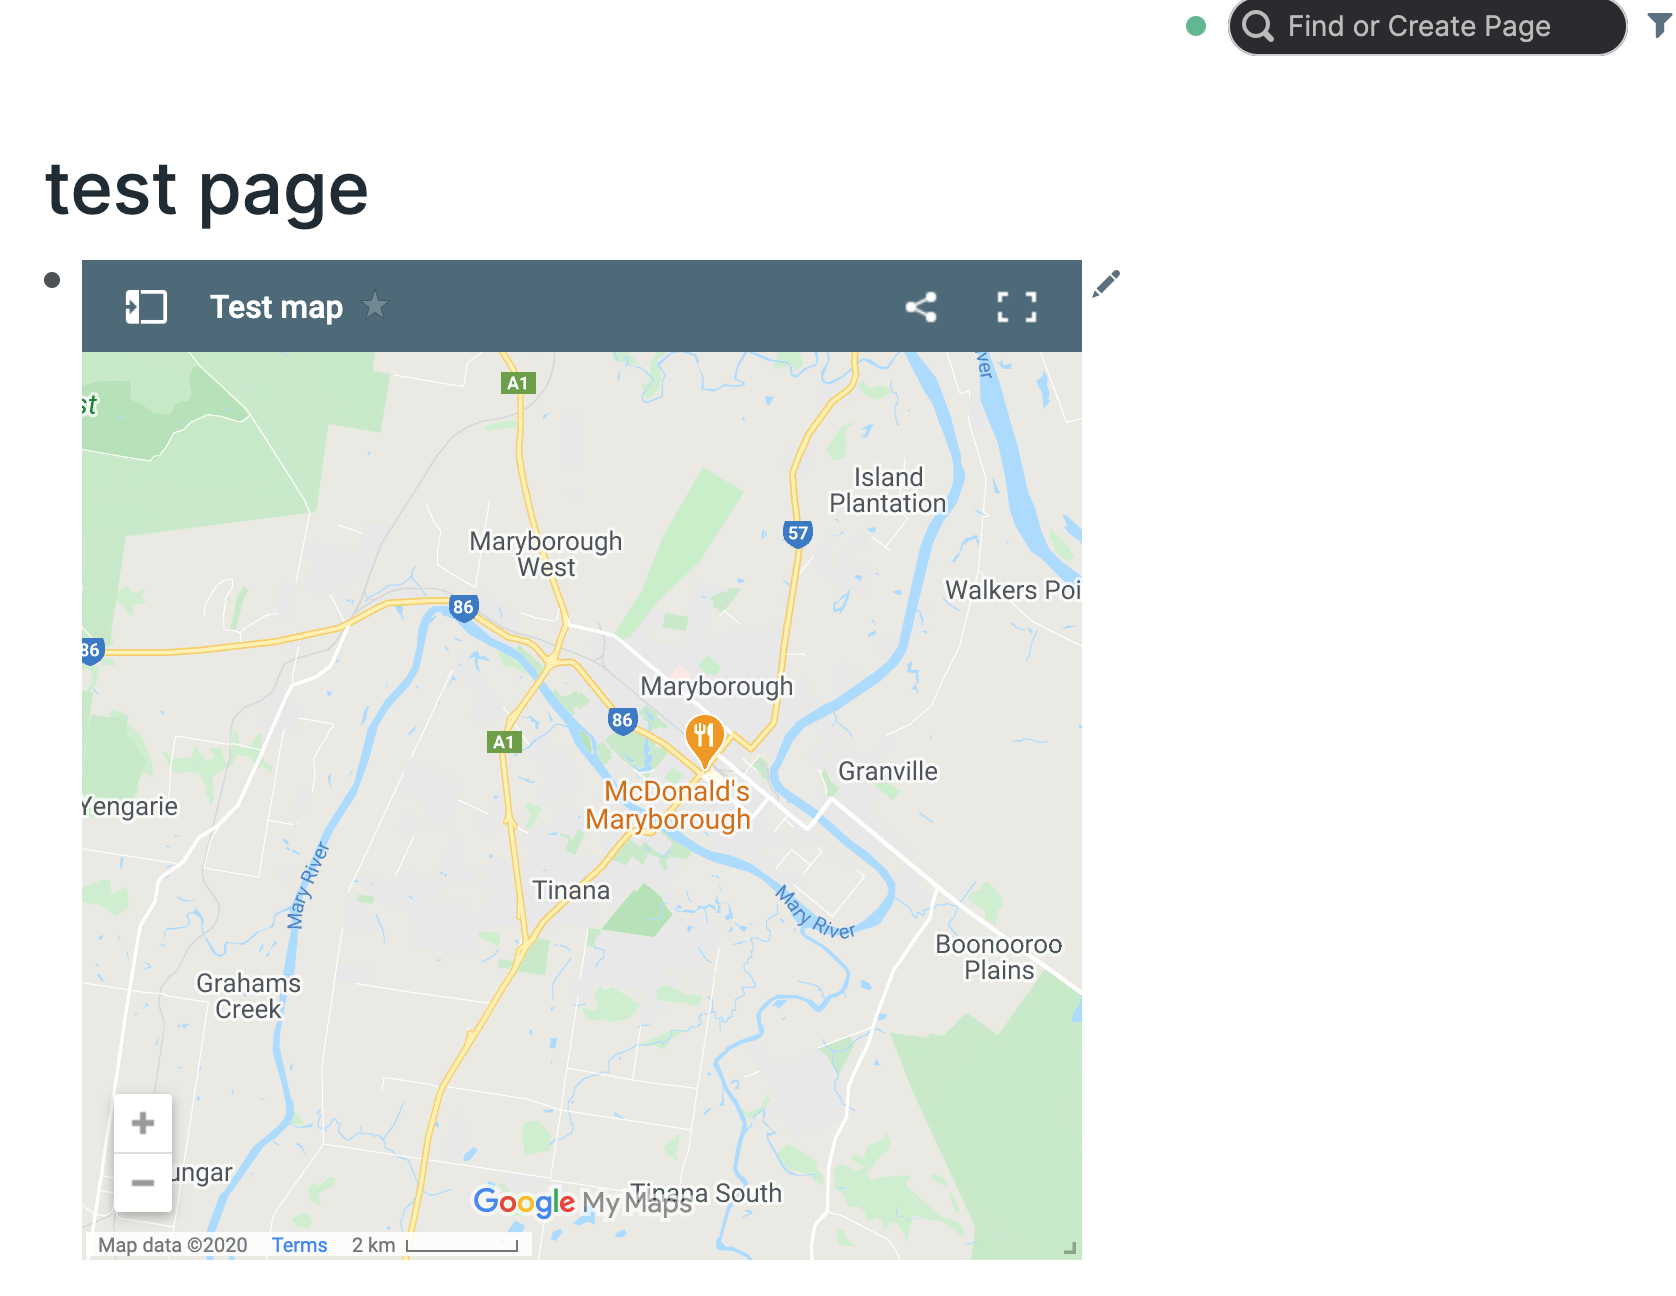 Find or Create Page
test page
Test map
A1
Island
Plantation
57
Maryborough
West
Walkers Poi
86
Maryborough
86
A1
Granville
McDonald's
Maryborough
Yengarie
Mary River
Tinana
Mary River
Boonooroo
Plains
Grahams
Creek
ungar
Tinana South
Google My Maps
Map data ©2020 Terms 2 km